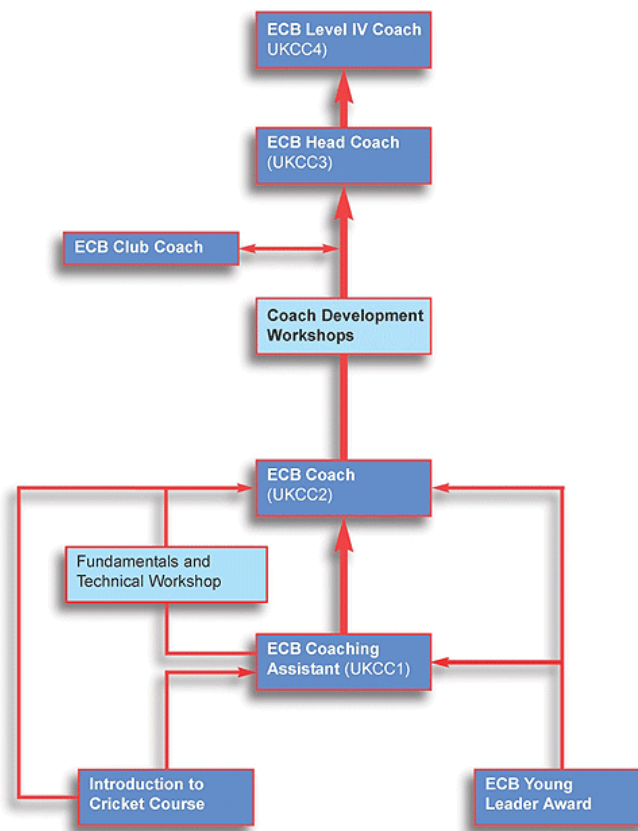 ECB Level IV Coach
UKCC4)
ECB Head Coach
(UKCC3)
ECB Club Coach
Coach Development
Workshops
ECB Coach
(UKCC2)
Fundamentals and
Technical Workshop
ECB Coaching
Assistant (UKCC1)
Introduction to
Cricket Course
ECB Young
Leader Award